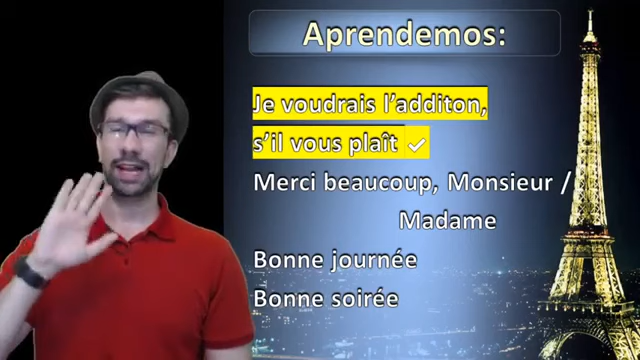 Aprendemos:
Je voudrais l'additon,
s'il vous plaît ✓
Merci beaucoup, Monsieur /
Madame
Bonne journée
Bonne soirée